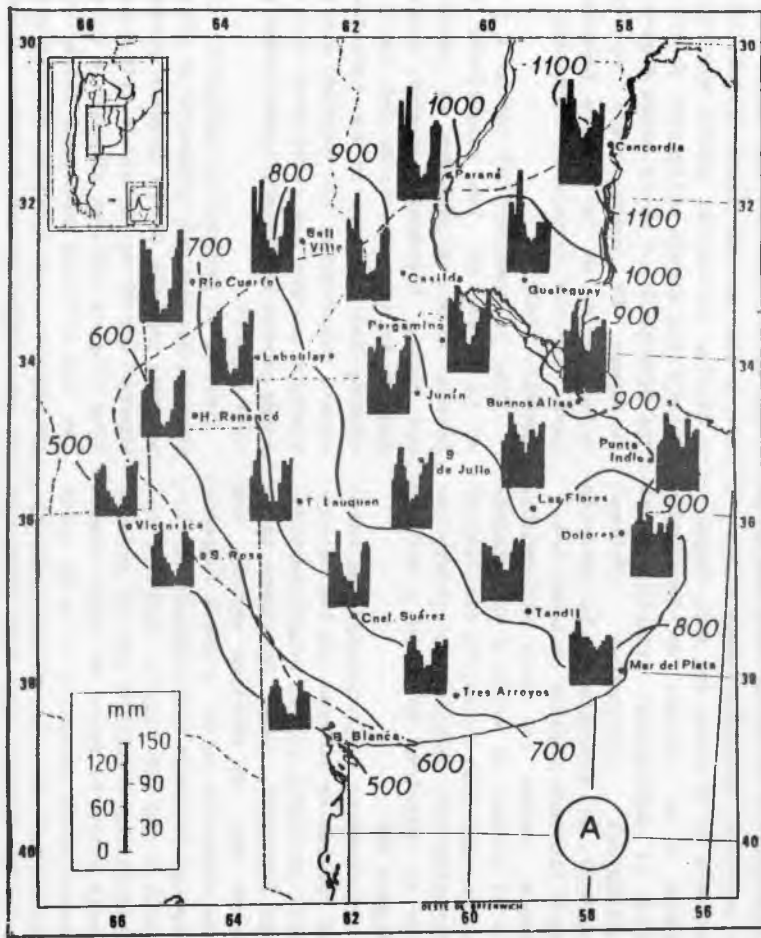 66 64 62 60 58
30 30
1100
1000
900
Concordia
Paraná
800
32 32
Bell
Ville
1100
700
Casilda
1000
Rio Cuarto
Gualeguay
900
Pergamino
600
34 34
Laboulaye
Junín
Buenos Aires
900
H. Renancó
500
9
de Julio
Punta
Indio
T. Lauquen
Las Flores
900
36 36
Victorica
S. Rosa
Dolores
Cnel. Suárez
Tandil
800
Mar del Plata
38 38
Tres Arroyos
mm
B. Blanca
700
150
120
600
90
500
60
30
A
0
40 40
66 64 62 60 58 56